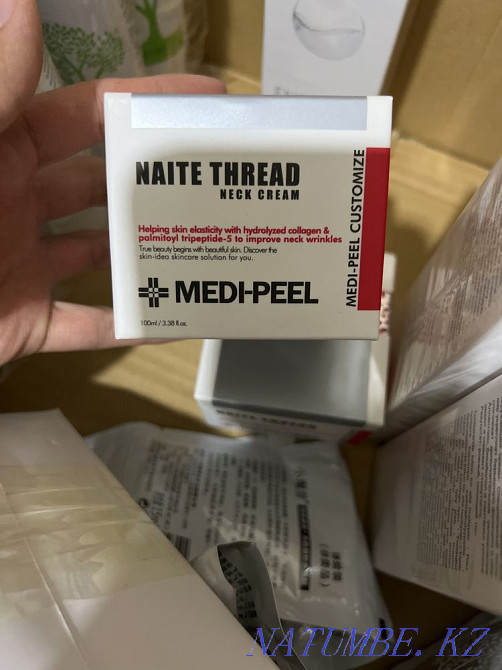 NAITE THREAD
NECK CREAM
Helping skin elasticity with hydrolyzed collagen &
palmitoyl tripeptide-5 to improve neck wrinkles
True beauty begins with beautiful skin. Discover the
skin-idea skincare solution for you.
MEDI-PEEL
100ml / 3.38 fl.oz.
MEDI-PEEL CUSTOMIZE
NAITE THREAD
NATUMBE.KZ